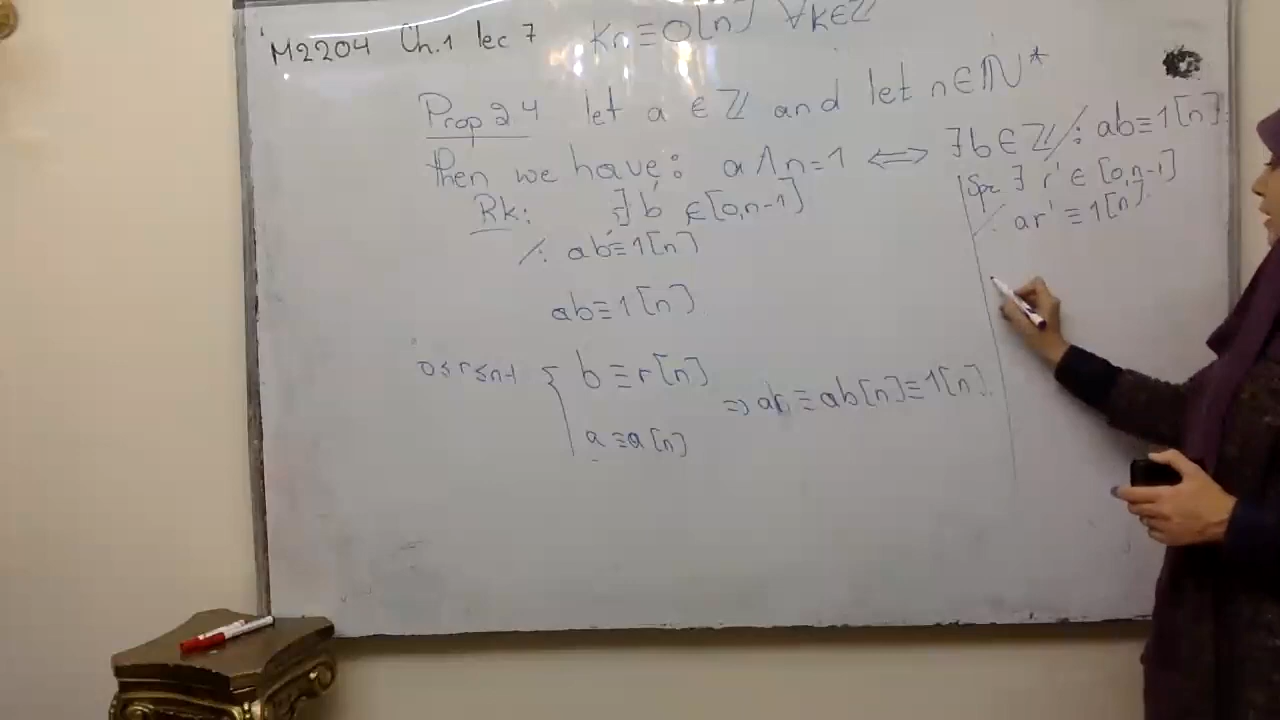 M2204 Ch.1 lec 7 Kn≡0[n] ∀k∈ℤ
Prop 24 let a ∈ ℤ and let n∈ℕ*
then we have: a∧n=1 ⟺ ∃b∈ℤ/: ab≡1[n].
Rk: ∃! b' ∈[0,n-1]
/: ab'≡1[n]
ab≡1[n]
0≤r≤n-1 { b≡r[n]
a≡a[n]
⇒ ar≡ab[n]≡1[n].
Sps ∃ r' ∈ [0,n-1]
/: ar' ≡1[n].